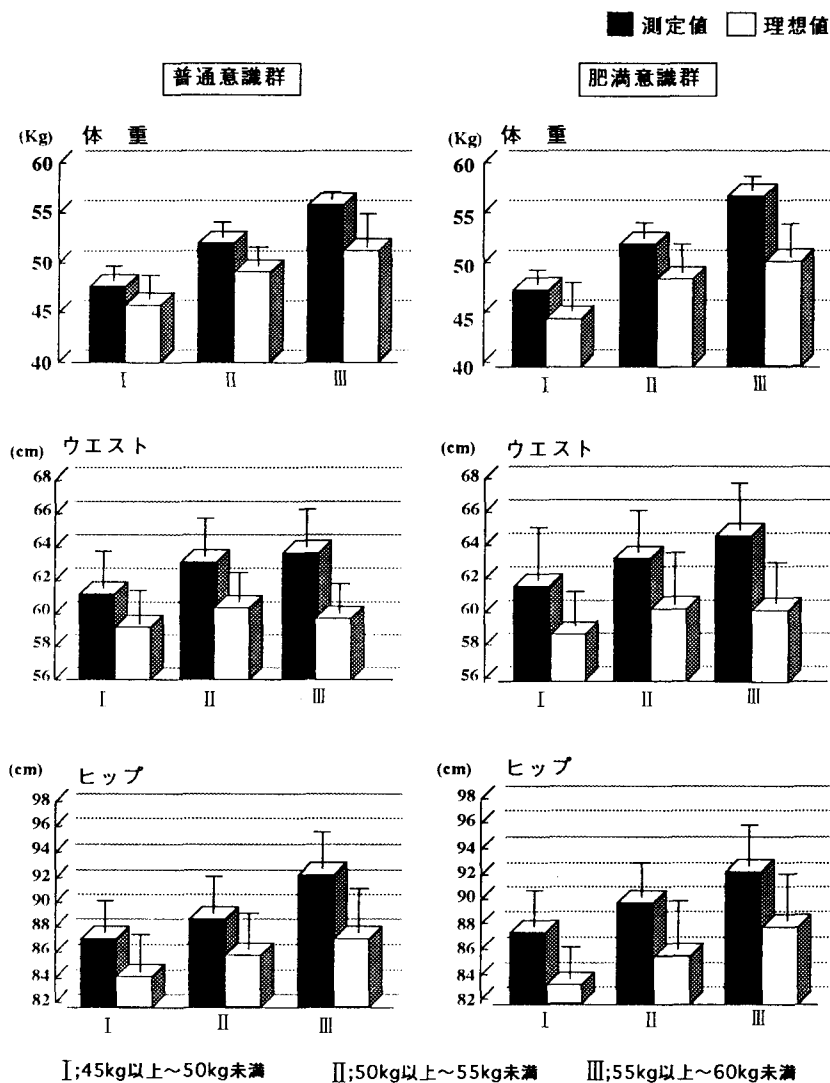 ■ 測定値 □ 理想値
普通意識群
肥満意識群
(Kg) 体 重
60
55
50
45
40
I II III
(Kg) 体 重
60
55
50
45
40
I II III
(cm) ウエスト
68
66
64
62
60
58
56
I II III
(cm) ウエスト
68
66
64
62
60
58
56
I II III
(cm) ヒップ
98
96
94
92
90
88
86
84
82
I II III
(cm) ヒップ
98
96
94
92
90
88
86
84
82
I II III
I;45kg以上～50kg未満 II;50kg以上～55kg未満 III;55kg以上～60kg未満